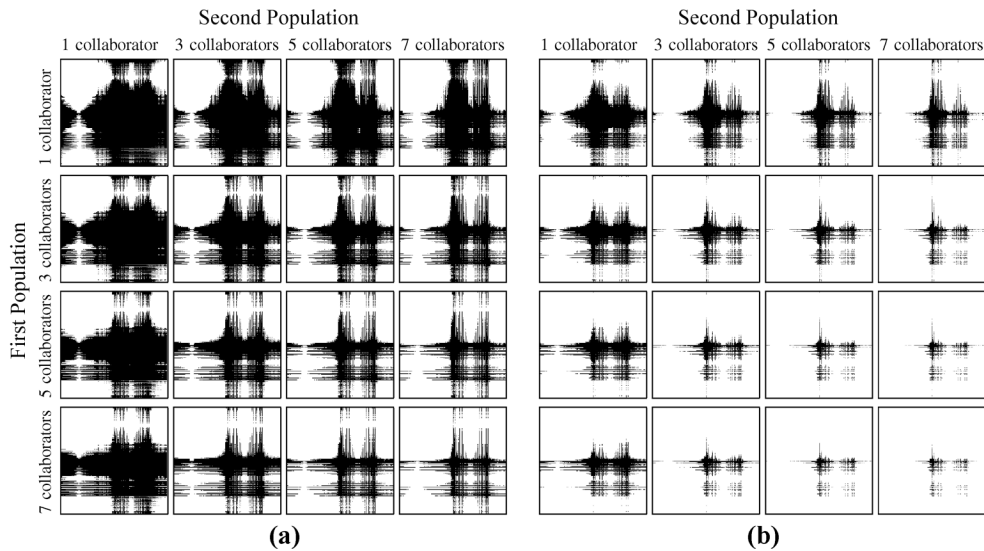 Second Population
1 collaborator 3 collaborators 5 collaborators 7 collaborators
First Population
1 collaborator
3 collaborators
5 collaborators
7 collaborators
(a)
Second Population
1 collaborator 3 collaborators 5 collaborators 7 collaborators
(b)